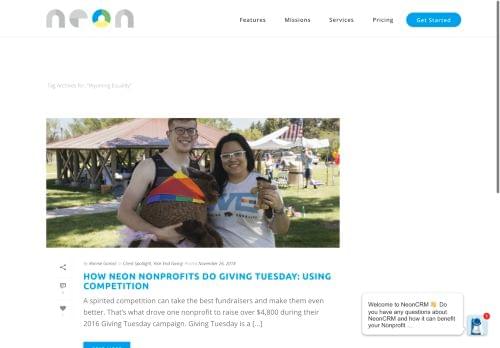 neon
Features Missions Services Pricing Get Started
Tag Archives for: "Wyoming Equality"
WE
in Client Spotlight, Year End Giving Posted November 26, 2018
HOW NEON NONPROFITS DO GIVING TUESDAY: USING
COMPETITION
A spirited competition can take the best fundraisers and make them even
better. That's what drove one nonprofit to raise over $4,800 during their
2016 Giving Tuesday campaign. Giving Tuesday is a [...]
Welcome to NeonCRM 👋 Do
you have any questions about
NeonCRM and how it can benefit
your Nonprofit ...
1